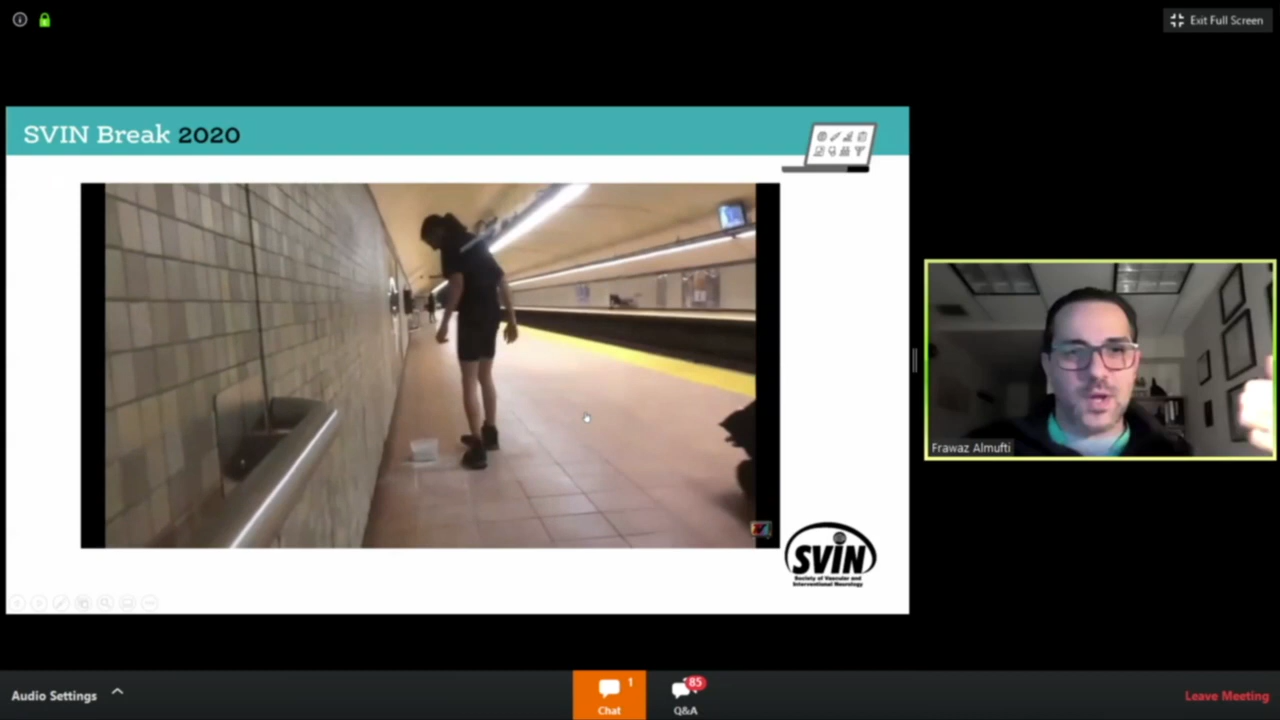 Exit Full Screen
SVIN Break 2020
Frawaz Almufti
SVIN
Society of Vascular and
Interventional Neurology
Audio Settings
1
Chat
85
Q&A
Leave Meeting